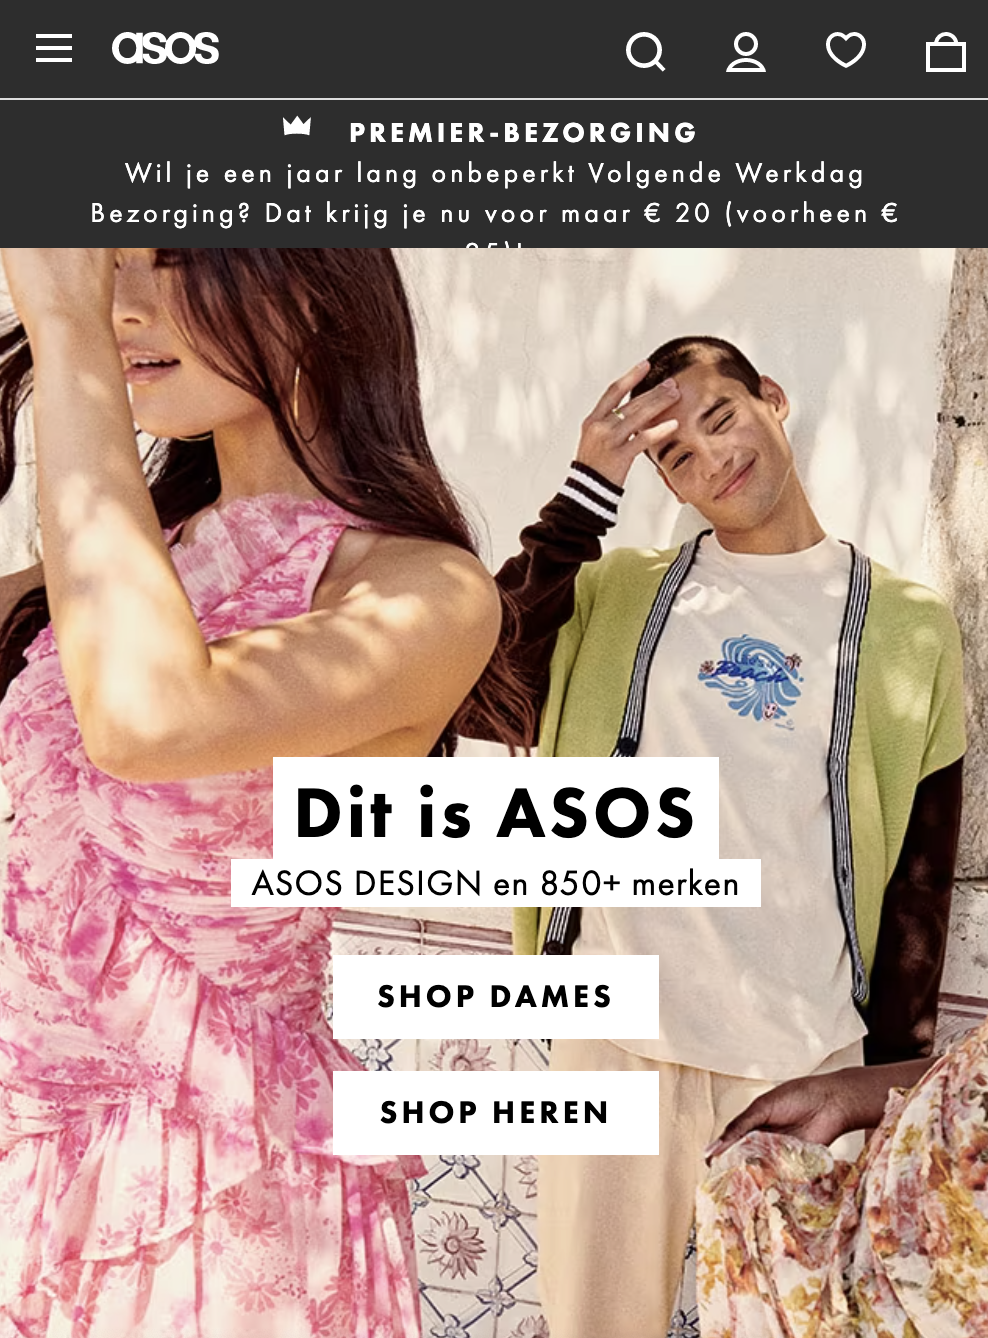 asos
PREMIER-BEZORGING
Wil je een jaar lang onbeperkt Volgende Werkdag
Bezorging? Dat krijg je nu voor maar € 20 (voorheen €
Beach
Dit is ASOS
ASOS DESIGN en 850+ merken
SHOP DAMES
SHOP HEREN